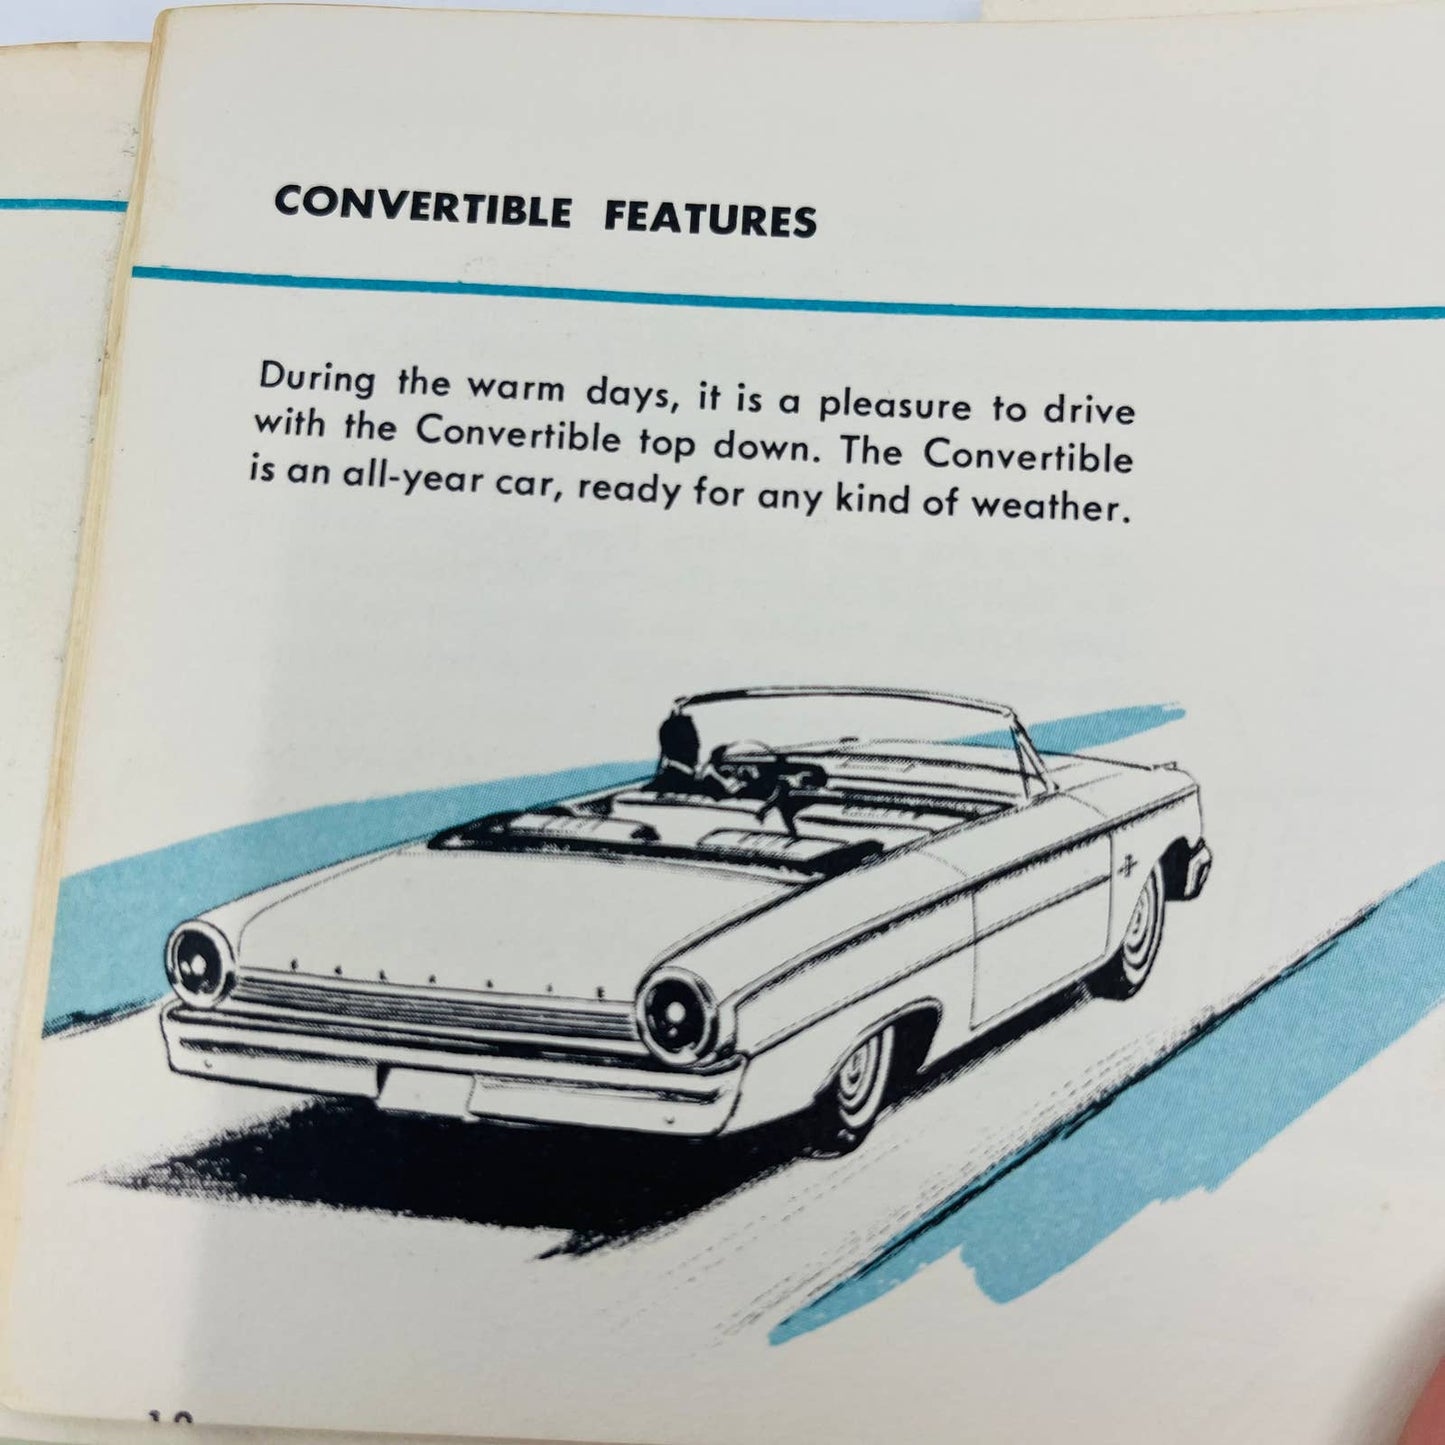 CONVERTIBLE FEATURES
During the warm days, it is a pleasure to drive
with the Convertible top down. The Convertible
is an all-year car, ready for any kind of weather.